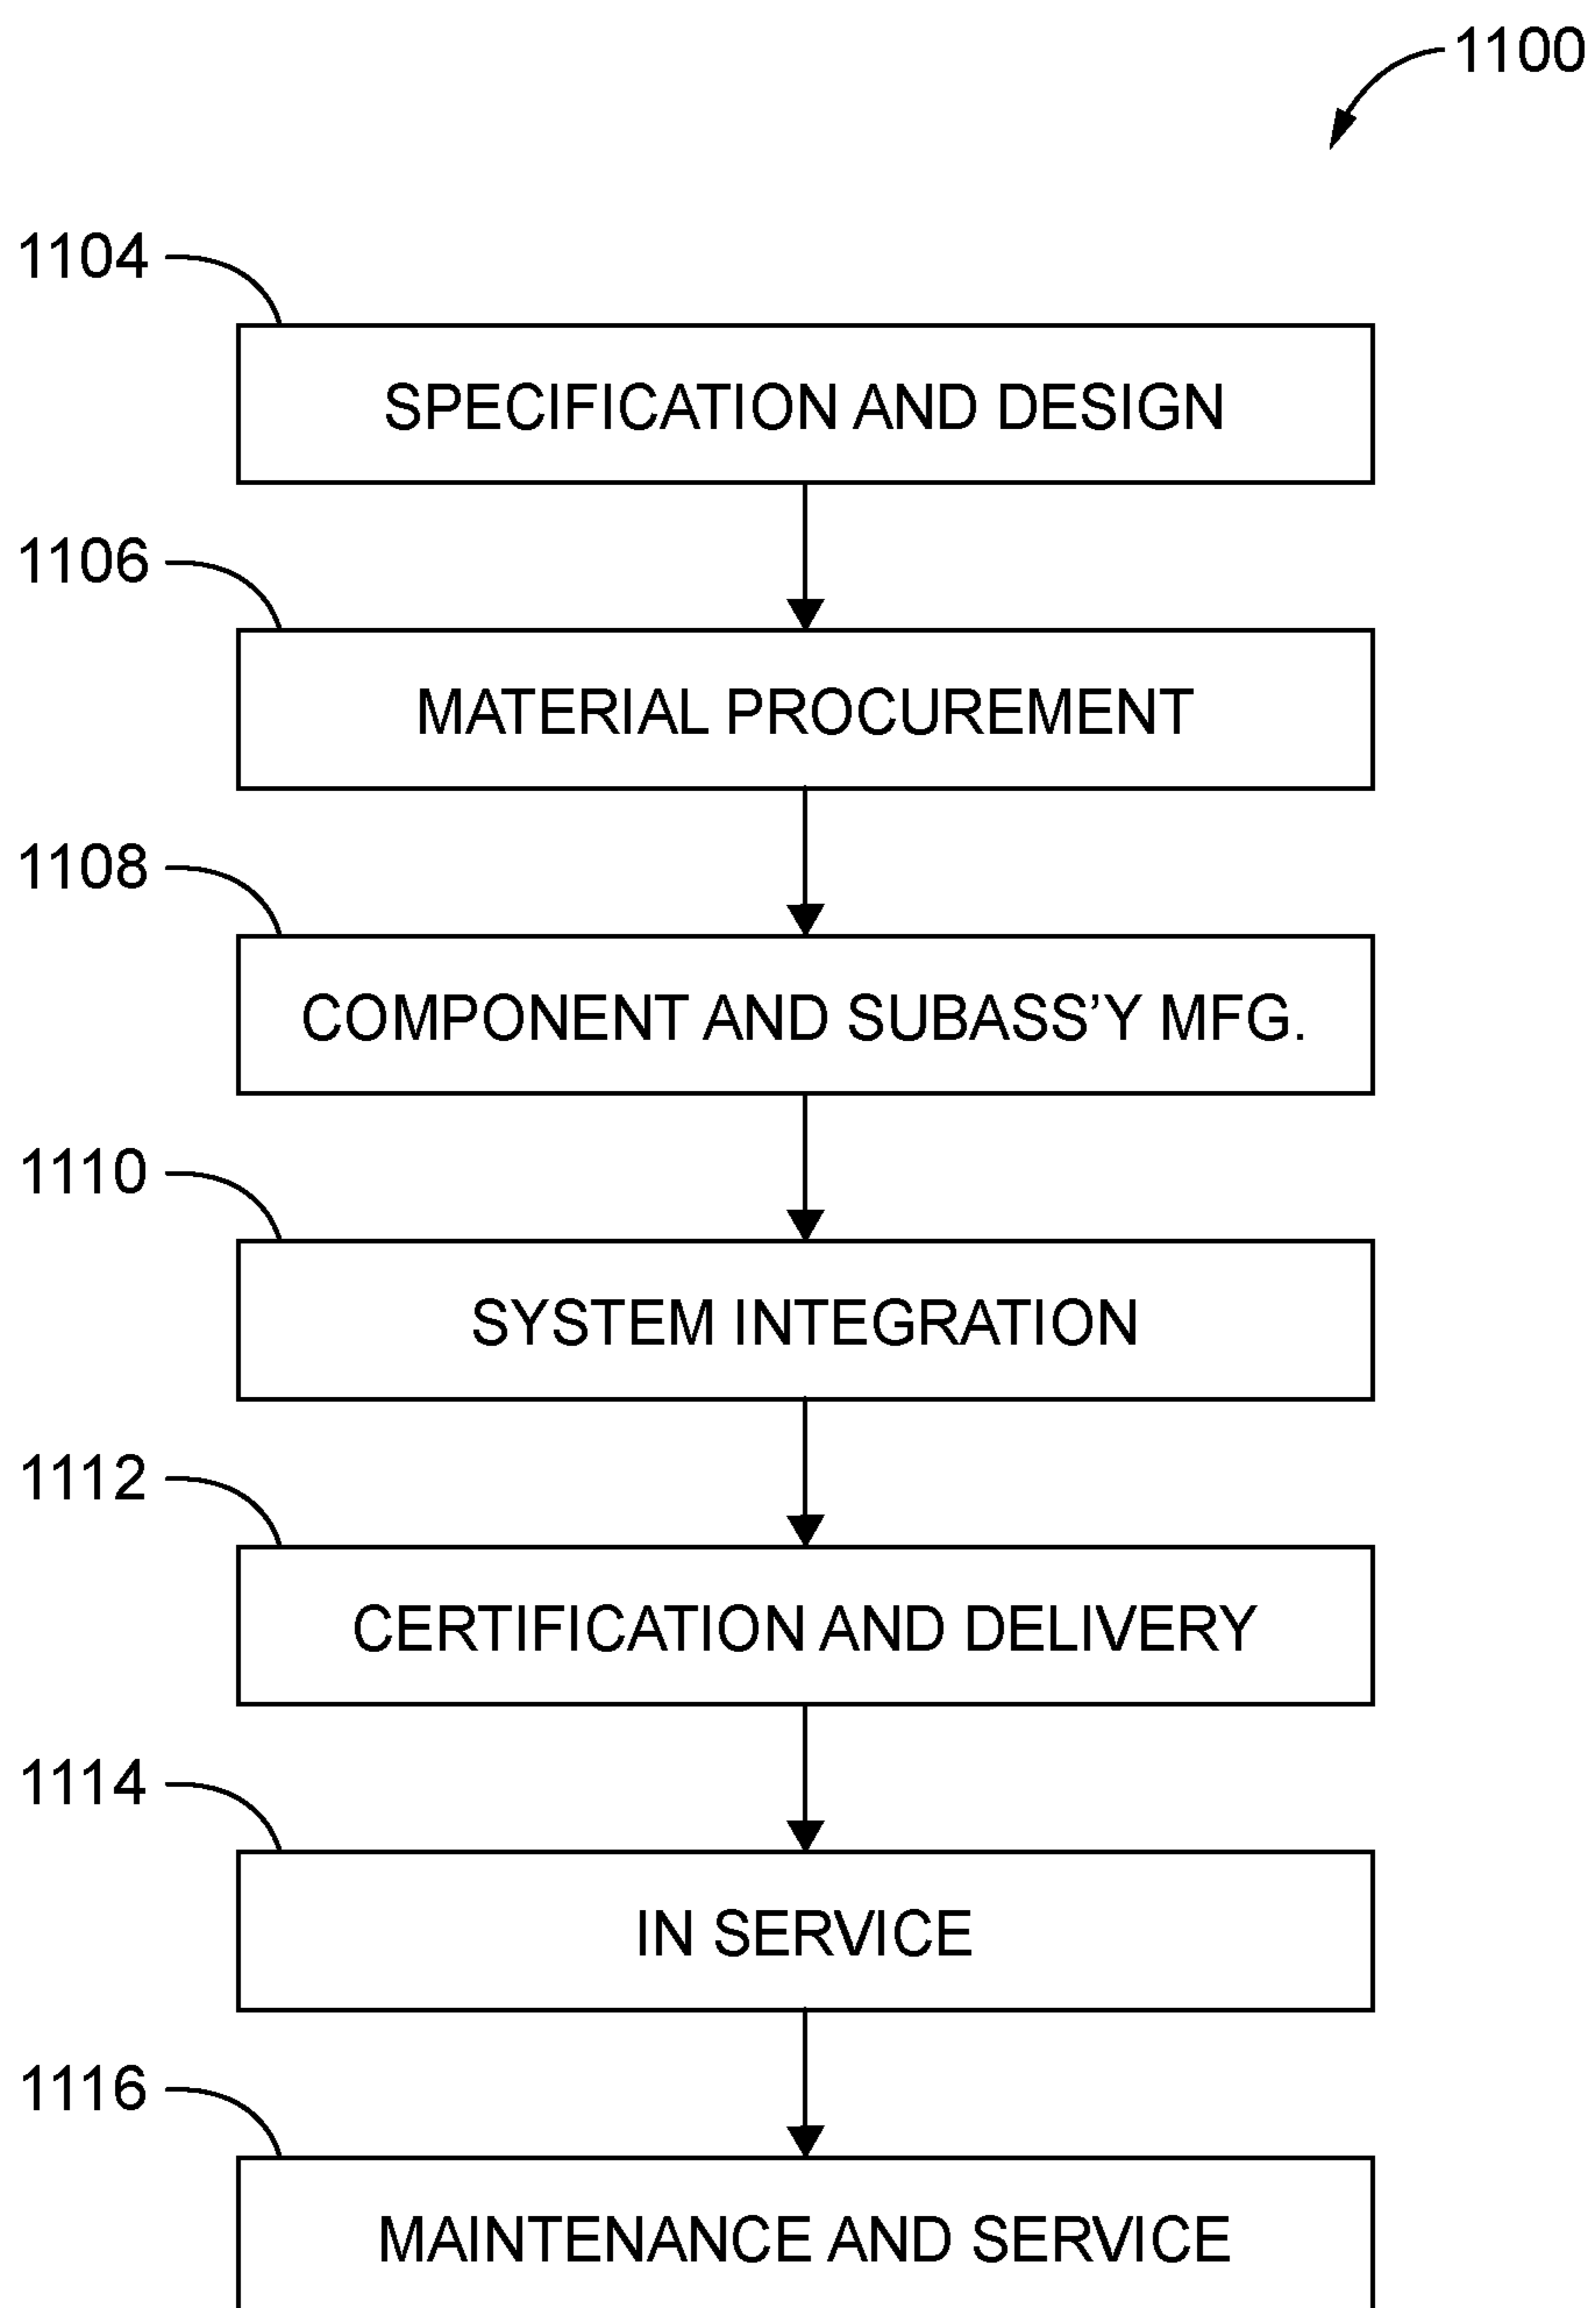 1100
1104
SPECIFICATION AND DESIGN
1106
MATERIAL PROCUREMENT
1108
COMPONENT AND SUBASS'Y MFG.
1110
SYSTEM INTEGRATION
1112
CERTIFICATION AND DELIVERY
1114
IN SERVICE
1116
MAINTENANCE AND SERVICE